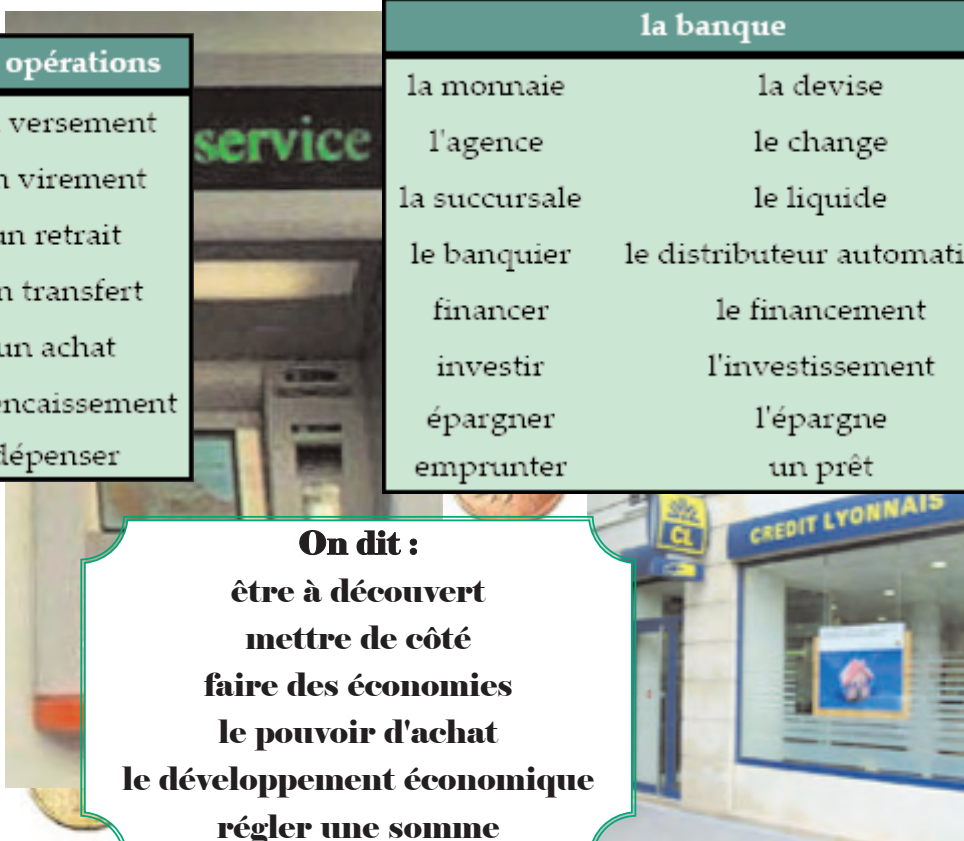 opérations
versement
virement
un retrait
transfert
un achat
encaissement
dépenser
service
la banque
la monnaie la devise
l'agence le change
la succursale le liquide
le banquier le distributeur automati
financer le financement
investir l'investissement
épargner l'épargne
emprunter un prêt
On dit :
être à découvert
mettre de côté
faire des économies
le pouvoir d'achat
le développement économique
régler une somme
CL
CREDIT LYONNAIS